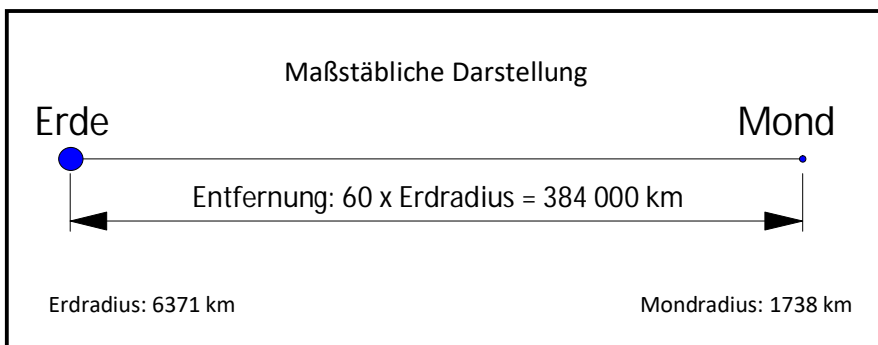 Maßstäbliche Darstellung
Erde
Mond
Entfernung: 60 x Erdradius = 384 000 km
Erdradius: 6371 km
Mondradius: 1738 km